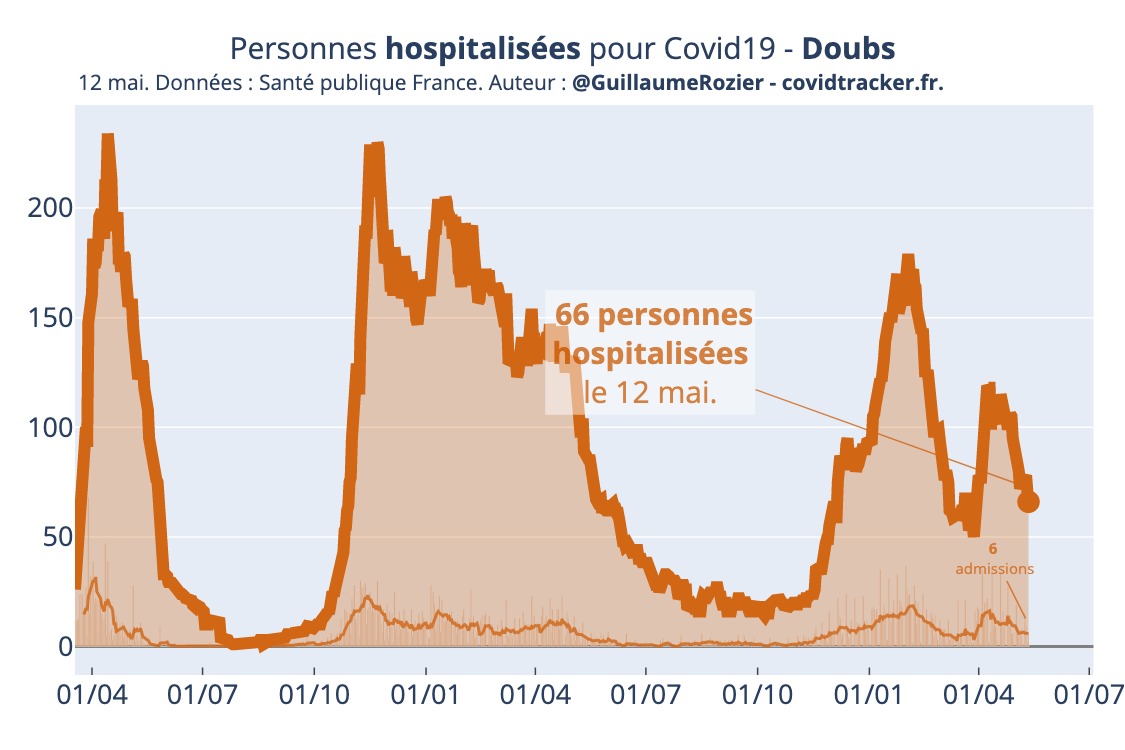 Personnes hospitalisées pour Covid19 - Doubs
12 mai. Données : Santé publique France. Auteur : @GuillaumeRozier - covidtracker.fr.
200
150
100
50
0
66 personnes
hospitalisées
le 12 mai.
6
admissions
01/04
01/07
01/10
01/01
01/04
01/07
01/10
01/01
01/04
01/07